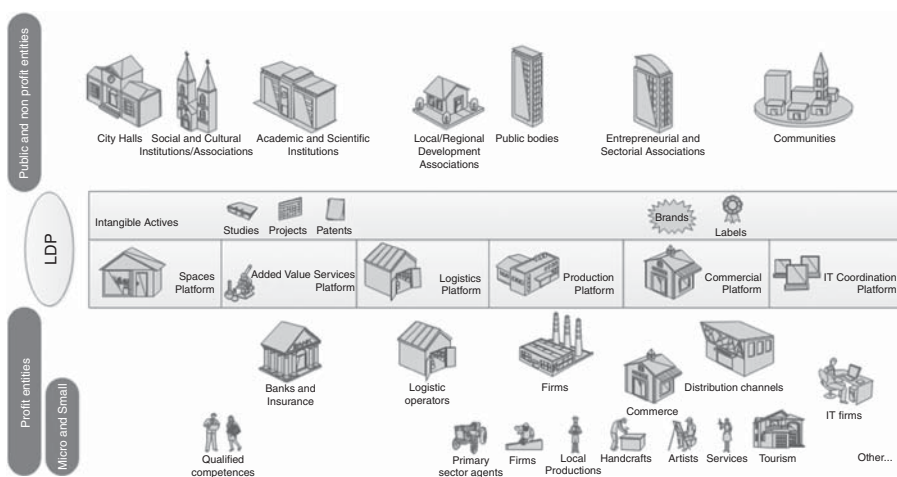 Public and non profit entities
City Halls
Social and Cultural
Institutions/Associations
Academic and Scientific
Institutions
Local/Regional
Development
Associations
Public bodies
Entrepreneurial and
Sectorial Associations
Communities
LDP
Intangible Actives
Studies
Projects
Patents
Brands
Labels
Spaces
Platform
Added Value Services
Platform
Logistics
Platform
Production
Platform
Commercial
Platform
IT Coordination
Platform
Profit entities
Micro and Small
Banks and
Insurance
Logistic
operators
Firms
Commerce
Distribution channels
IT firms
Qualified
competences
Primary
sector agents
Firms
Local
Productions
Handcrafts
Artists
Services
Tourism
Other...